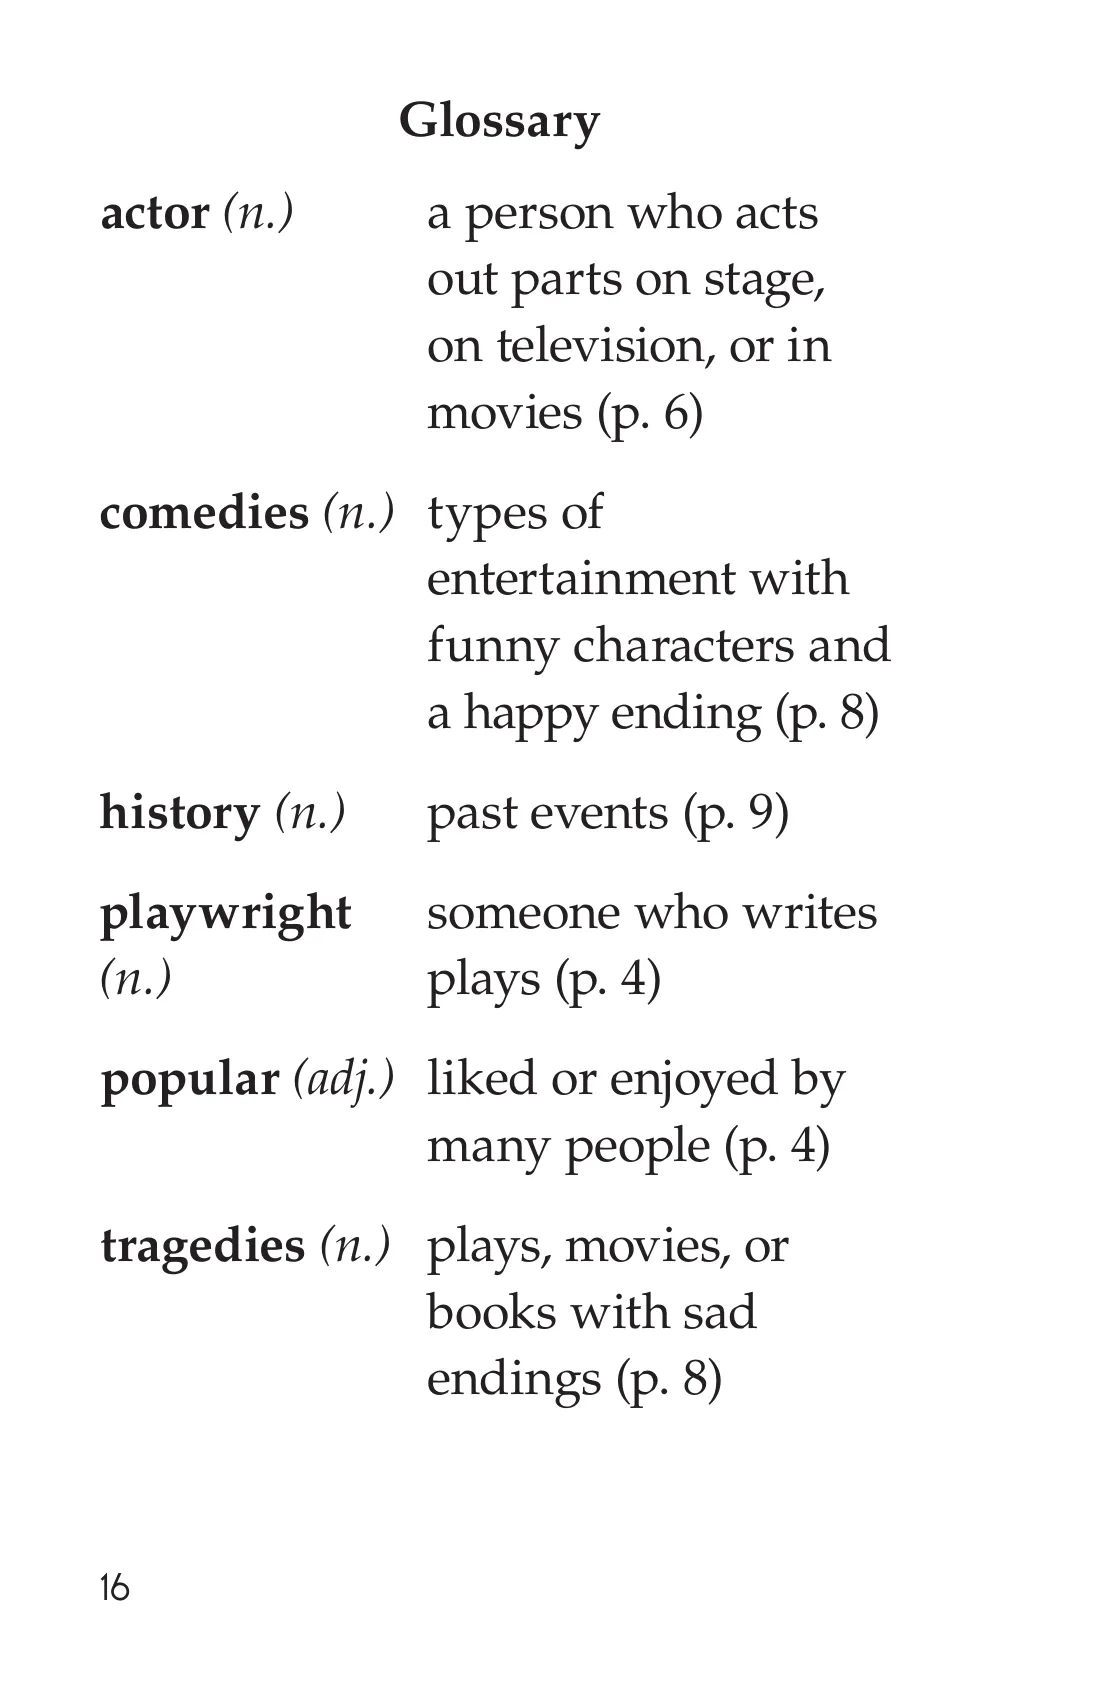 Glossary
actor (n.) a person who acts
out parts on stage,
on television, or in
movies (p. 6)
comedies (n.) types of
entertainment with
funny characters and
a happy ending (p. 8)
history (n.) past events (p. 9)
playwright someone who writes
(n.) plays (p. 4)
popular (adj.) liked or enjoyed by
many people (p. 4)
tragedies (n.) plays, movies, or
books with sad
endings (p. 8)
16